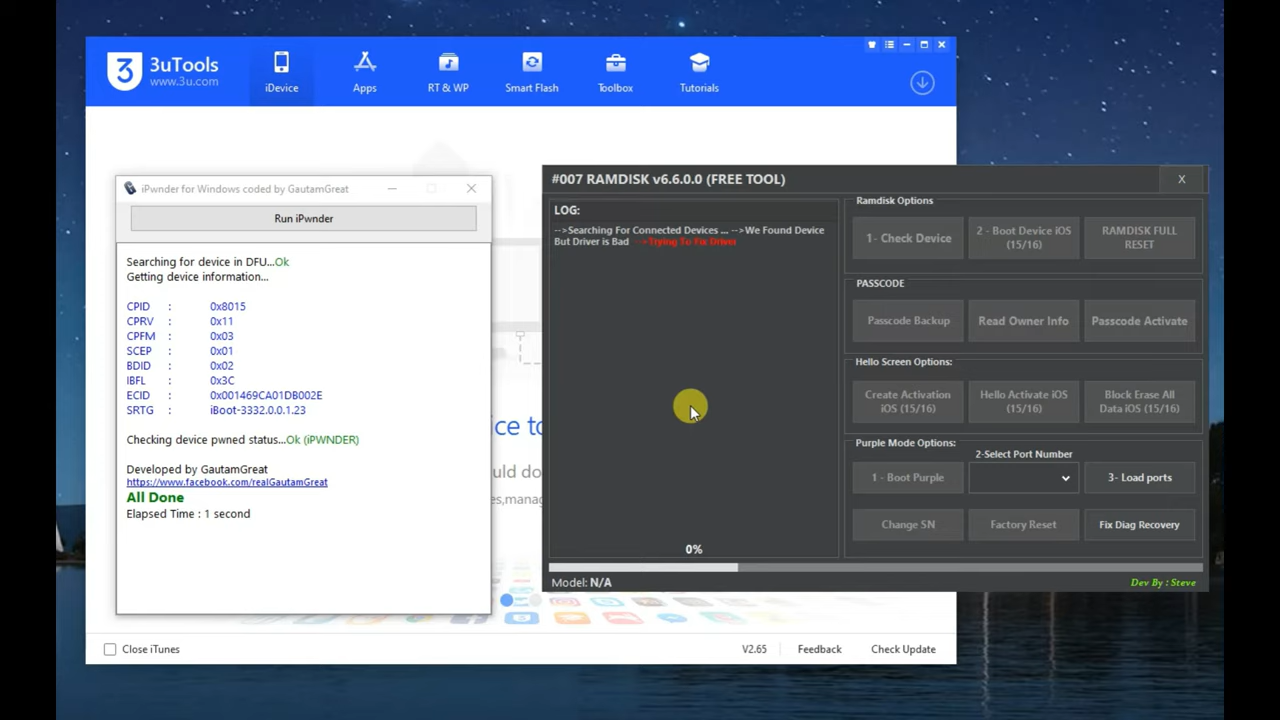 3uTools
www.3u.com
iDevice
Apps
RT & WP
Smart Flash
Toolbox
Tutorials
iPwnder for Windows coded by GautamGreat
Run iPwnder
Searching for device in DFU...Ok
Getting device information...
CPID : 0x8015
CPRV : 0x11
CPFM : 0x03
SCEP : 0x01
BDID : 0x02
IBFL : 0x3C
ECID : 0x001469CA01DB002E
SRTG : iBoot-3332.0.0.1.23
Checking device pwned status...Ok (iPWNDER)
Developed by GautamGreat
https://www.facebook.com/realGautamGreat
All Done
Elapsed Time : 1 second
#007 RAMDISK v6.6.0.0 (FREE TOOL)
X
LOG:
-->Searching For Connected Devices ... -->We Found Device
But Driver is Bad -->Trying To Fix Driver
0%
Model: N/A
Ramdisk Options
1- Check Device
2 - Boot Device iOS
(15/16)
RAMDISK FULL
RESET
PASSCODE
Passcode Backup
Read Owner Info
Passcode Activate
Hello Screen Options:
Create Activation
iOS (15/16)
Hello Activate iOS
(15/16)
Block Erase All
Data iOS (15/16)
Purple Mode Options:
2-Select Port Number
1 - Boot Purple
3- Load ports
Change SN
Factory Reset
Fix Diag Recovery
Dev By : Steve
ce to
uld do
es,manag
Close iTunes
V2.65
Feedback
Check Update